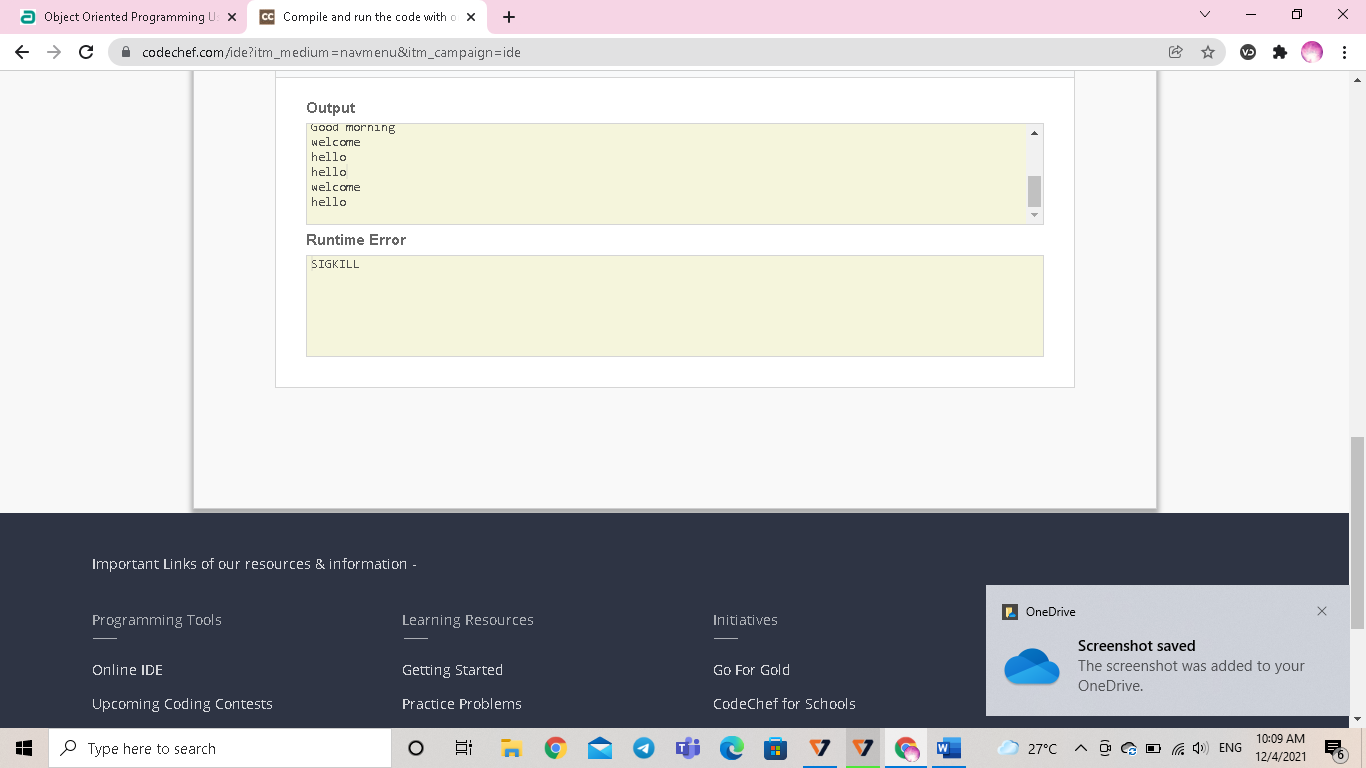 Object Oriented Programming U
Compile and run the code with o
codechef.com/ide?itm_medium=navmenu&itm_campaign=ide
Output
Good morning
welcome
hello
hello
welcome
hello
Runtime Error
SIGKILL
Important Links of our resources & information -
Programming Tools
Learning Resources
Initiatives
Online IDE
Getting Started
Go For Gold
Upcoming Coding Contests
Practice Problems
CodeChef for Schools
OneDrive
Screenshot saved
The screenshot was added to your
OneDrive.
Type here to search
27°C
ENG
10:09 AM
12/4/2021
6